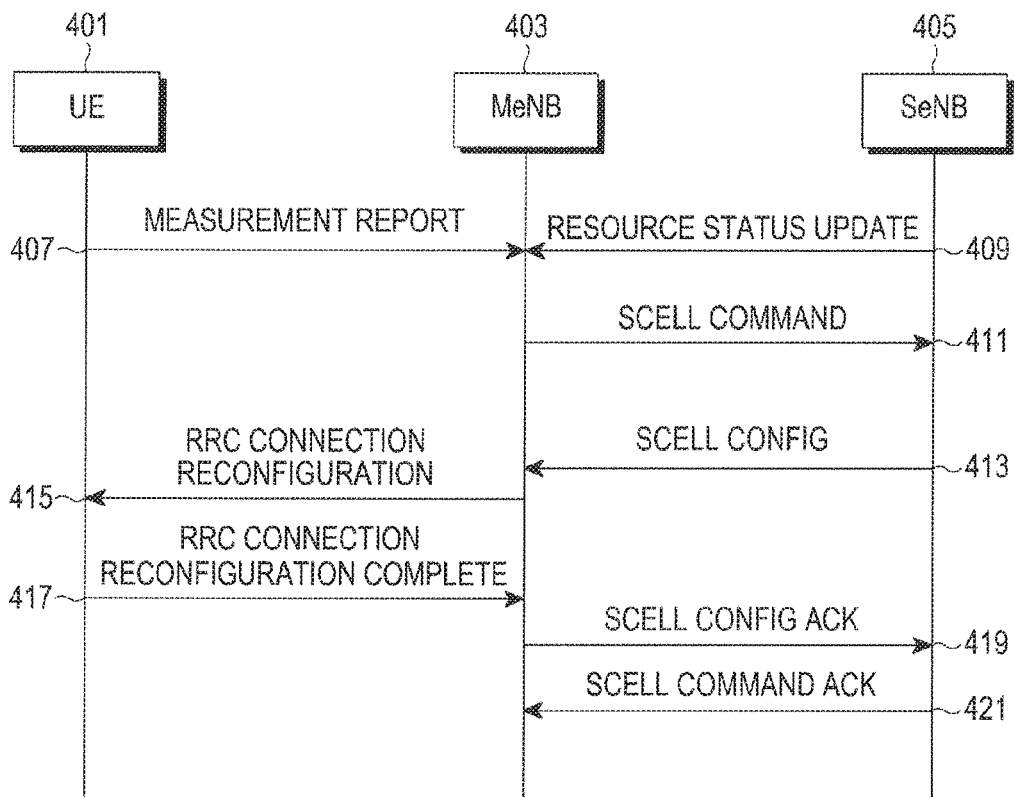 401
403
405
UE
MeNB
SeNB
MEASUREMENT REPORT
RESOURCE STATUS UPDATE
407
409
SCELL COMMAND
411
RRC CONNECTION
RECONFIGURATION
SCELL CONFIG
413
415
RRC CONNECTION
RECONFIGURATION COMPLETE
417
SCELL CONFIG ACK
419
SCELL COMMAND ACK
421